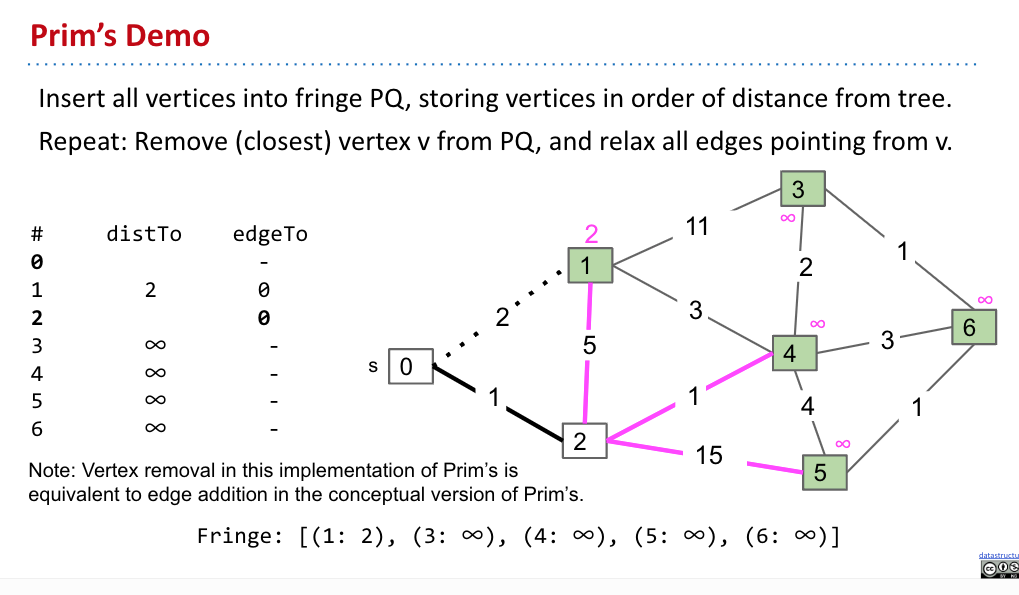 Prim's Demo
Insert all vertices into fringe PQ, storing vertices in order of distance from tree.
Repeat: Remove (closest) vertex v from PQ, and relax all edges pointing from v.
# distTo edgeTo
0 -
1 2 0
2 0
3 ∞ -
4 ∞ -
5 ∞ -
6 ∞ -
3
∞
11
2
1
1
2
∞
3
∞
6
2
5
4
3
s 0
1
1
4
1
2
15
∞
5
Note: Vertex removal in this implementation of Prim's is
equivalent to edge addition in the conceptual version of Prim's.
Fringe: [(1: 2), (3: ∞), (4: ∞), (5: ∞), (6: ∞)]
datastructu
cc